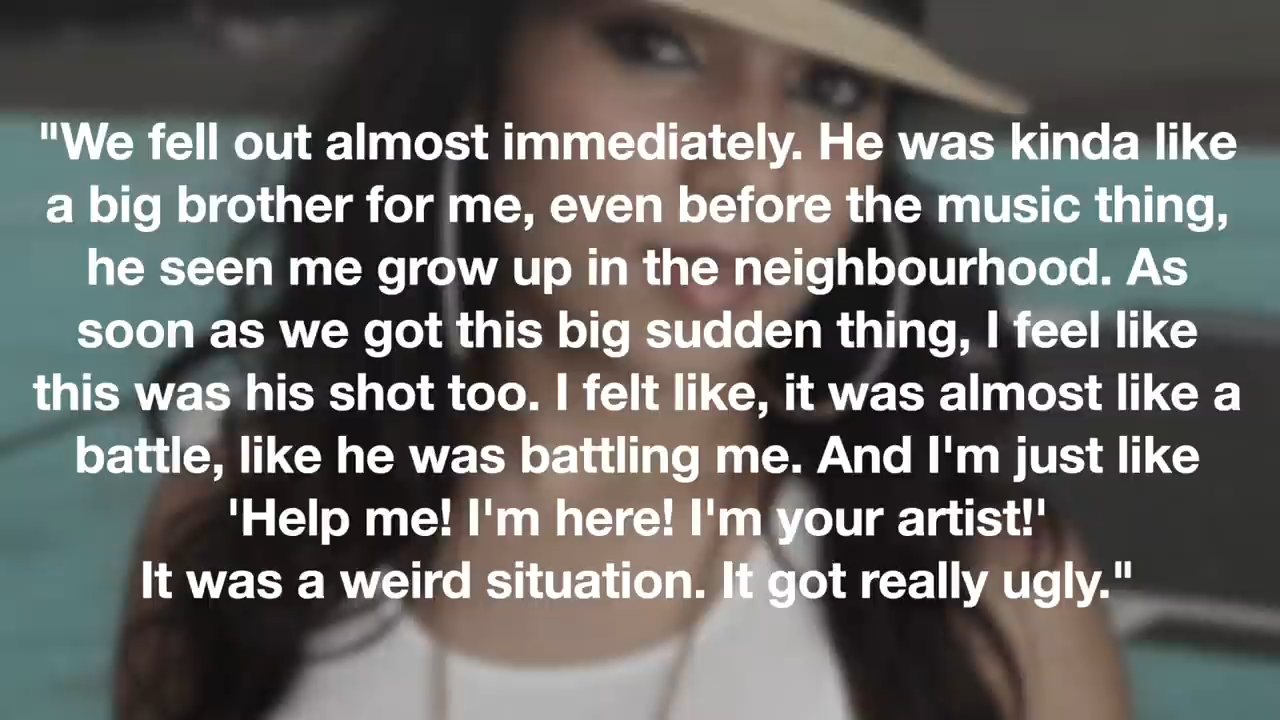 "We fell out almost immediately. He was kinda like
a big brother for me, even before the music thing,
he seen me grow up in the neighbourhood. As
soon as we got this big sudden thing, I feel like
this was his shot too. I felt like, it was almost like a
battle, like he was battling me. And I'm just like
'Help me! I'm here! I'm your artist!'
It was a weird situation. It got really ugly."